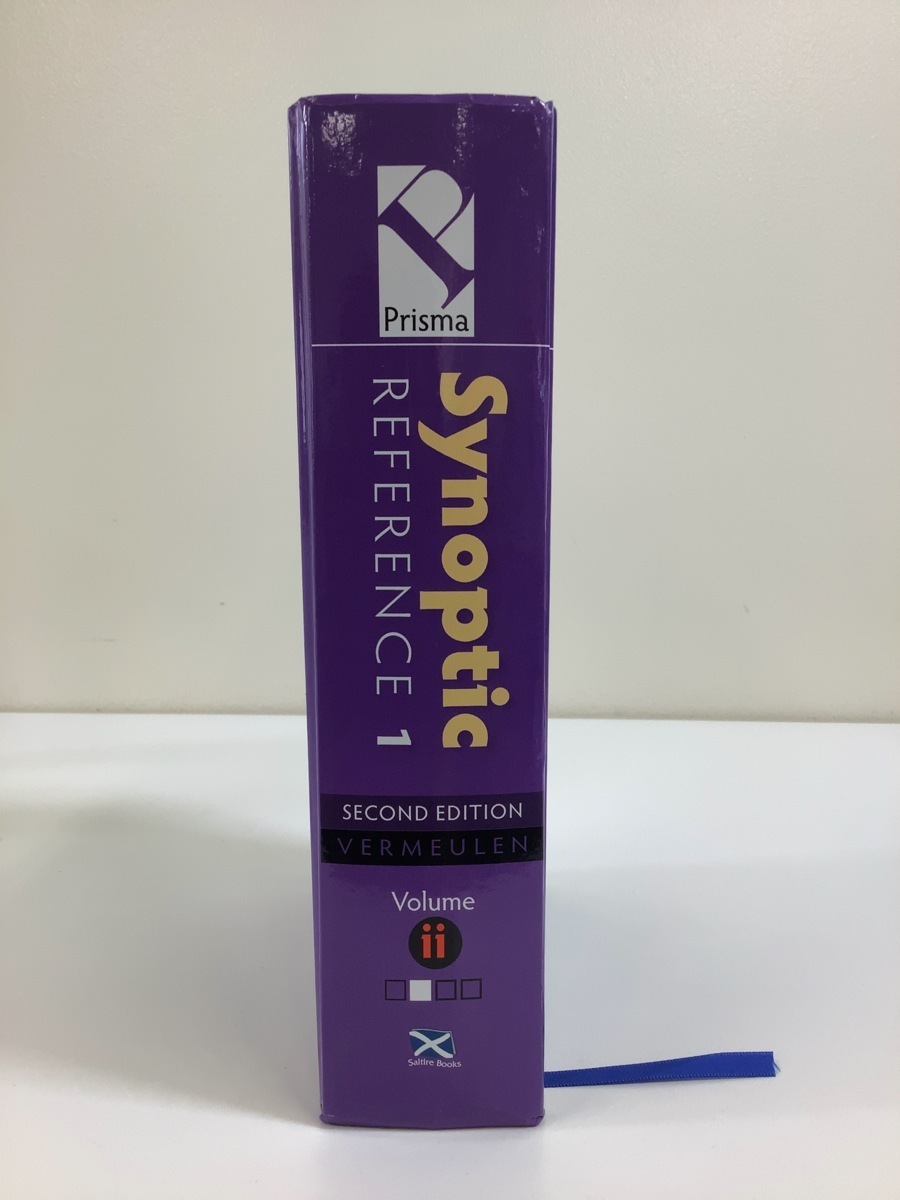 Prisma
Synoptic
REFERENCE 1
SECOND EDITION
VERMEULEN
Volume
ii
Saltire Books